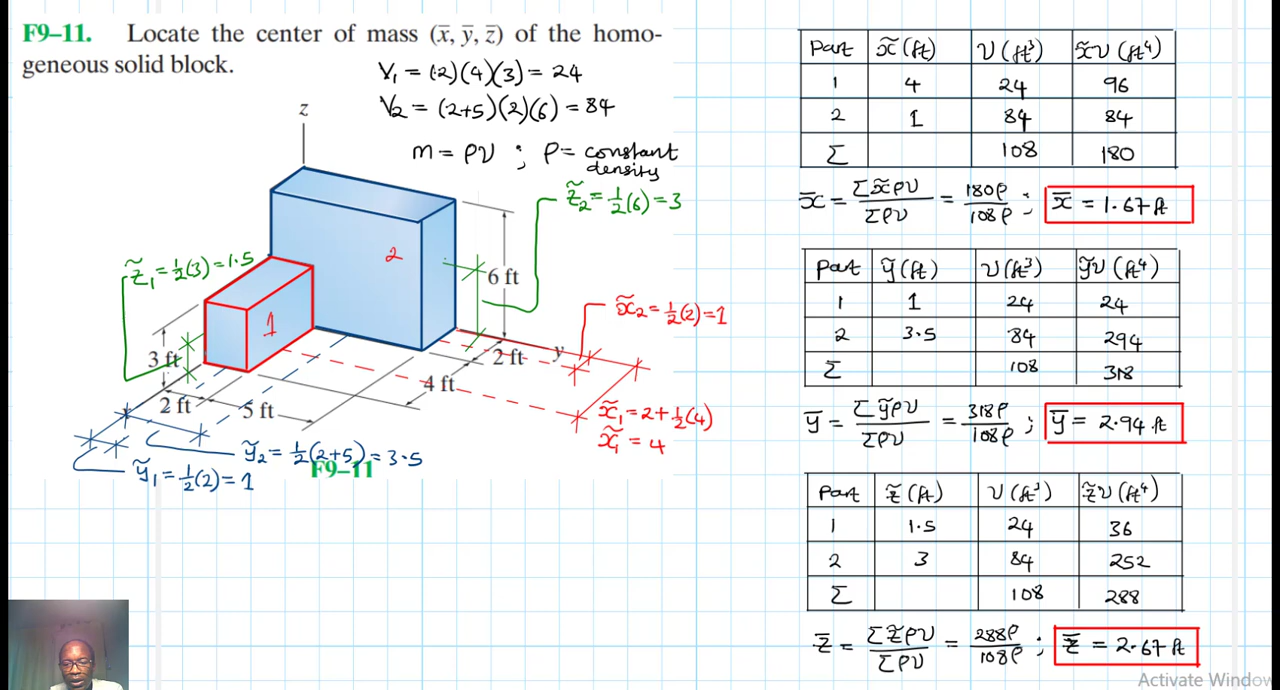 F9–11. Locate the center of mass (x̄, ȳ, z̄) of the homo-
geneous solid block.
V₁ = (2)(4)(3) = 24
V₂ = (2+5)(2)(6) = 84
m = ρV ; ρ = constant
density
z
z̃₂ = ½(6) = 3
z̃₁ = ½(3) = 1.5
2
6 ft
1
x̃₂ = ½(2) = 1
3 ft
2 ft
y
4 ft
2 ft
5 ft
x̃₁ = 2 + ½(4)
x̃₁ = 4
ỹ₂ = ½(2+5) = 3.5
F9–11
ỹ₁ = ½(2) = 1
Part x̃ (ft) V (ft³) x̃V (ft⁴)
1 4 24 96
2 1 84 84
Σ 108 180
x̄ = Σx̃ρV / ΣρV = 180ρ / 108ρ ; x̄ = 1.67 ft
Part ỹ (ft) V (ft³) ỹV (ft⁴)
1 1 24 24
2 3.5 84 294
Σ 108 318
ȳ = ΣỹρV / ΣρV = 318ρ / 108ρ ; ȳ = 2.94 ft
Part z̃ (ft) V (ft³) z̃V (ft⁴)
1 1.5 24 36
2 3 84 252
Σ 108 288
z̄ = Σz̃ρV / ΣρV = 288ρ / 108ρ ; z̄ = 2.67 ft
Activate Window